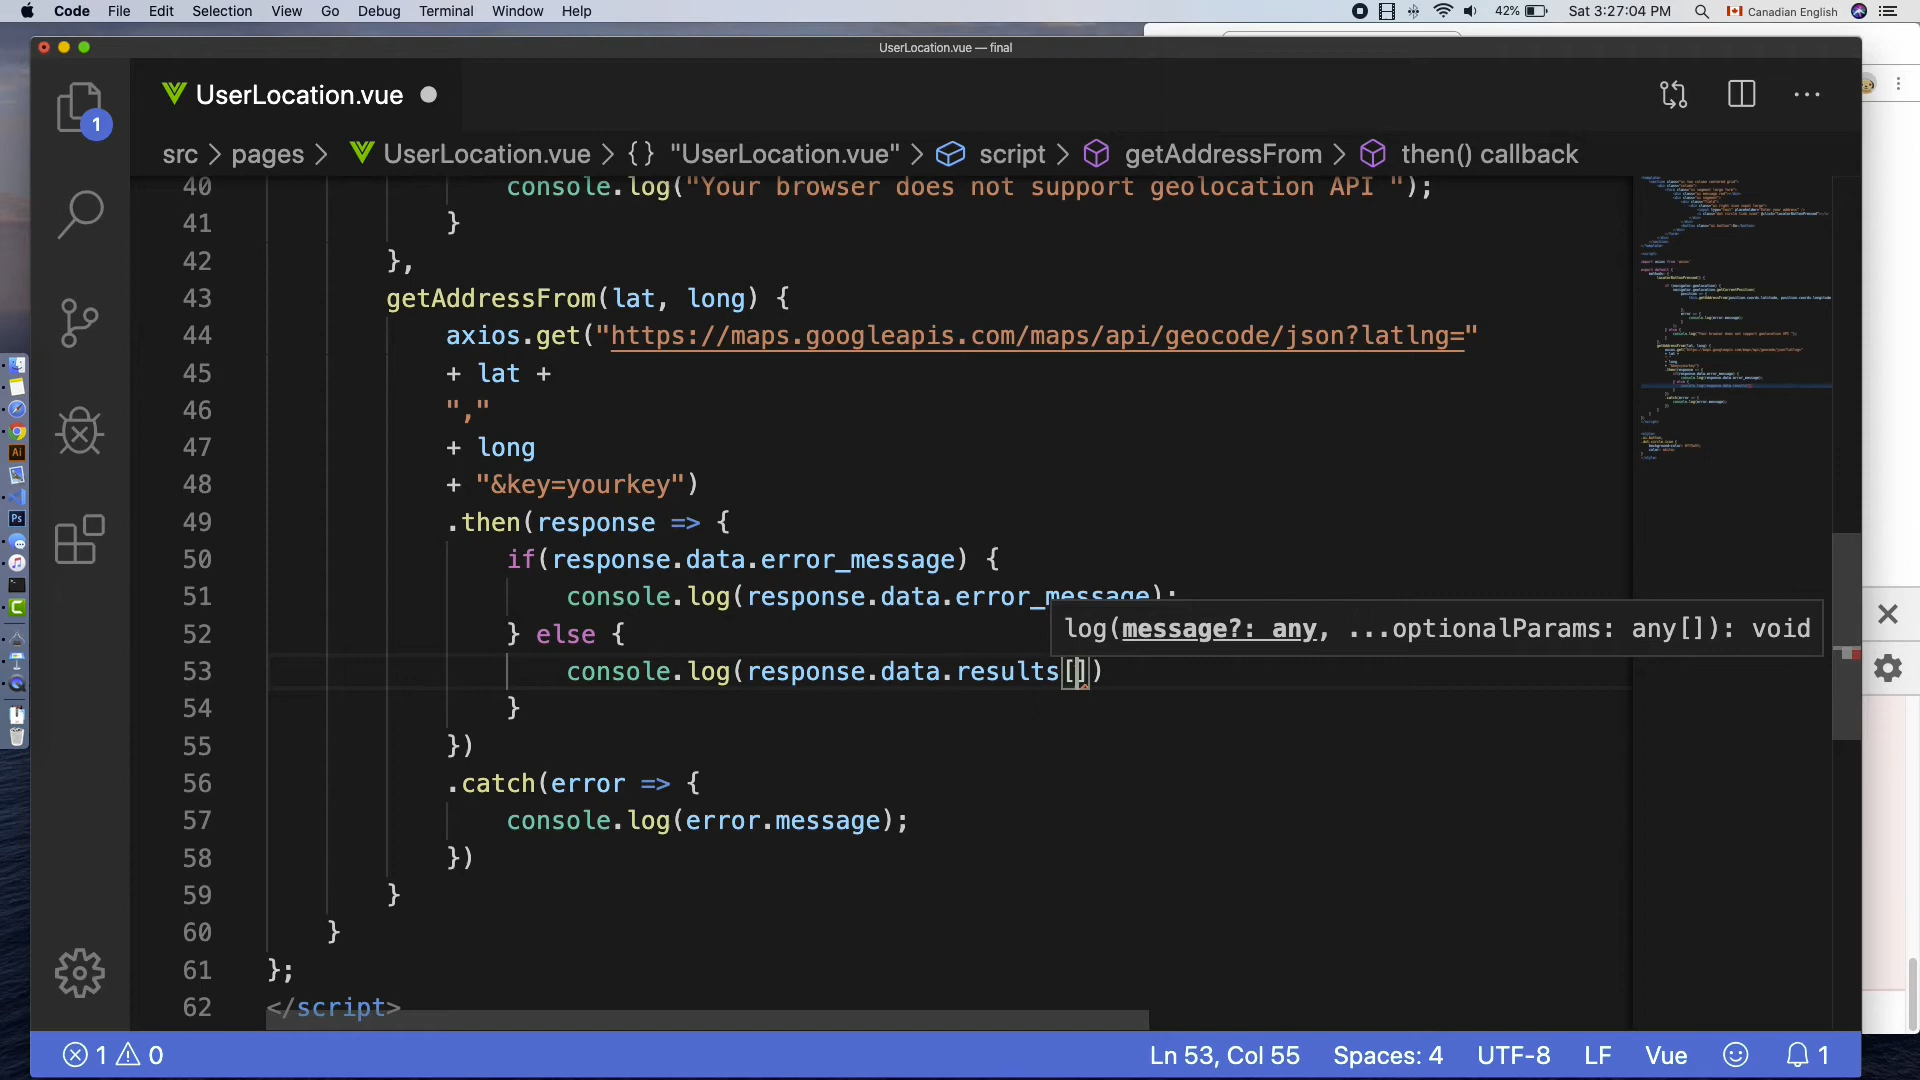 Code File Edit Selection View Go Debug Terminal Window Help 42% Sat 3:27:04 PM Canadian English
UserLocation.vue — final
UserLocation.vue
1
src > pages > UserLocation.vue > {} "UserLocation.vue" > script > getAddressFrom > then() callback
40 console.log("Your browser does not support geolocation API ");
41 }
42 },
43 getAddressFrom(lat, long) {
44 axios.get("https://maps.googleapis.com/maps/api/geocode/json?latlng="
45 + lat +
46 ","
47 + long
48 + "&key=yourkey")
49 .then(response => {
50 if(response.data.error_message) {
51 console.log(response.data.error_message);
log(message?: any, ...optionalParams: any[]): void
52 } else {
53 console.log(response.data.results[])
54 }
55 })
56 .catch(error => {
57 console.log(error.message);
58 })
59 }
60 }
61 };
62 </script>
Ai
Ps
1 0 Ln 53, Col 55 Spaces: 4 UTF-8 LF Vue 1